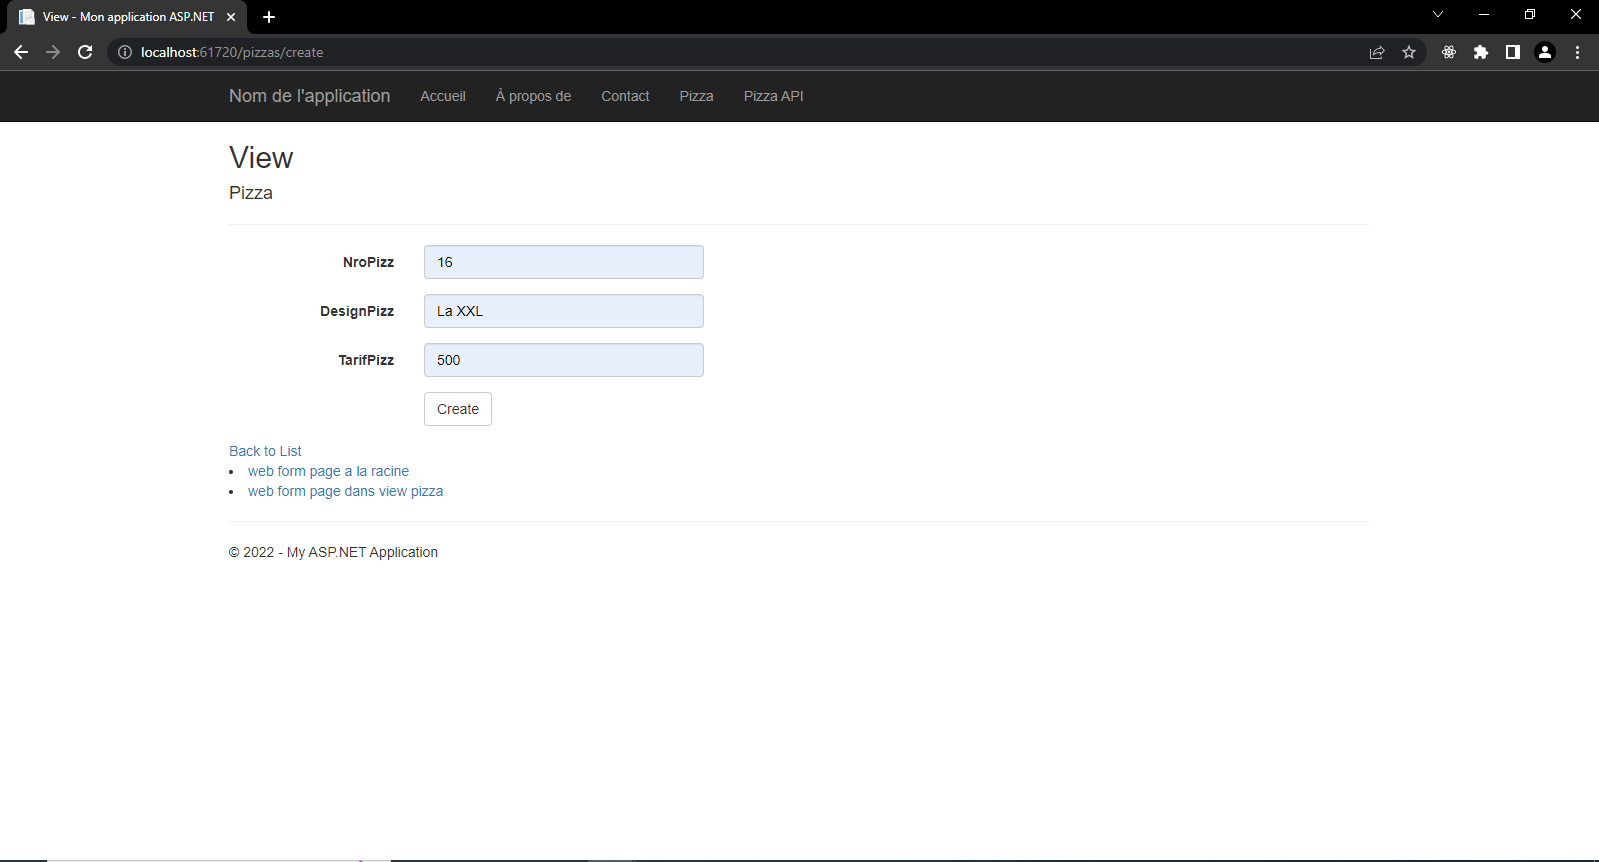 View - Mon application ASP.NET
localhost:61720/pizzas/create
Nom de l'application Accueil À propos de Contact Pizza Pizza API
View
Pizza
NroPizz 16
DesignPizz La XXL
TarifPizz 500
Create
Back to List
web form page a la racine
web form page dans view pizza
© 2022 - My ASP.NET Application